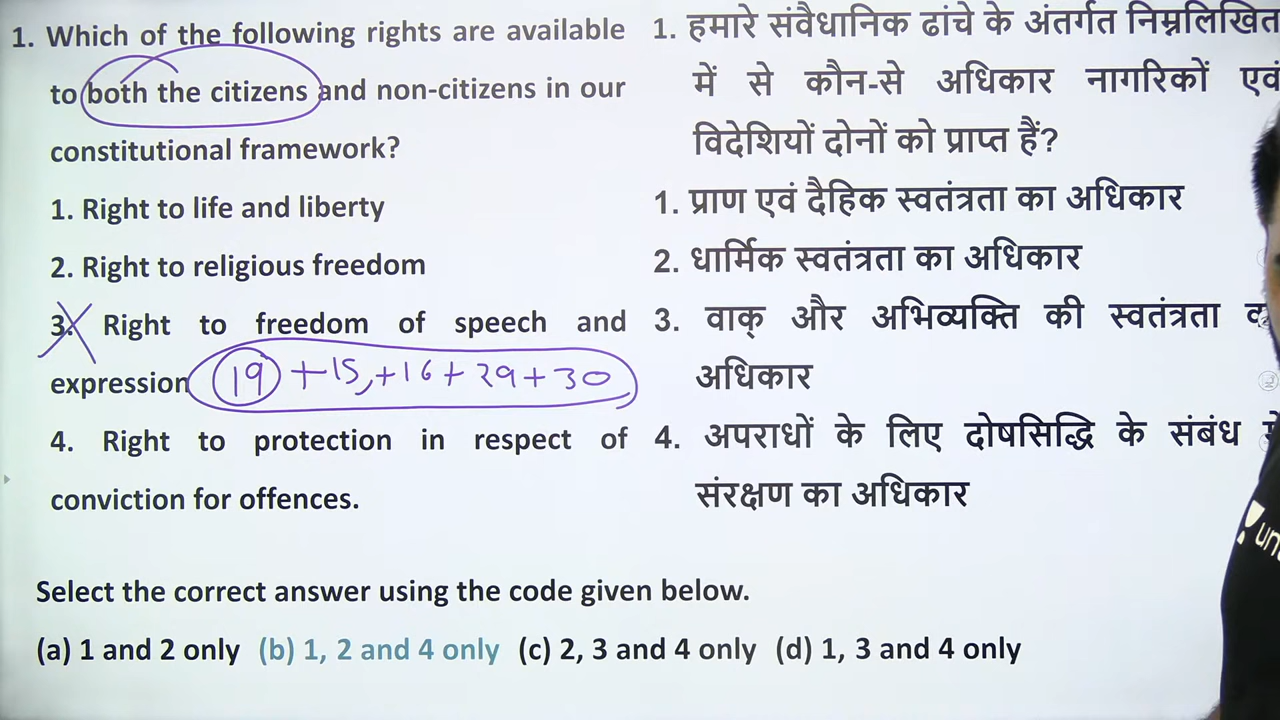 1. Which of the following rights are available
to both the citizens and non-citizens in our
constitutional framework?
1. Right to life and liberty
2. Right to religious freedom
3. Right to freedom of speech and
expression 19 + 15, +16 + 29 + 30
4. Right to protection in respect of
conviction for offences.
1. हमारे संवैधानिक ढांचे के अंतर्गत निम्नलिखित
में से कौन-से अधिकार नागरिकों एवं
विदेशियों दोनों को प्राप्त हैं?
1. प्राण एवं दैहिक स्वतंत्रता का अधिकार
2. धार्मिक स्वतंत्रता का अधिकार
3. वाक् और अभिव्यक्ति की स्वतंत्रता
अधिकार
4. अपराधों के लिए दोषसिद्धि के संबंध
संरक्षण का अधिकार
Select the correct answer using the code given below.
(a) 1 and 2 only (b) 1, 2 and 4 only (c) 2, 3 and 4 only (d) 1, 3 and 4 only